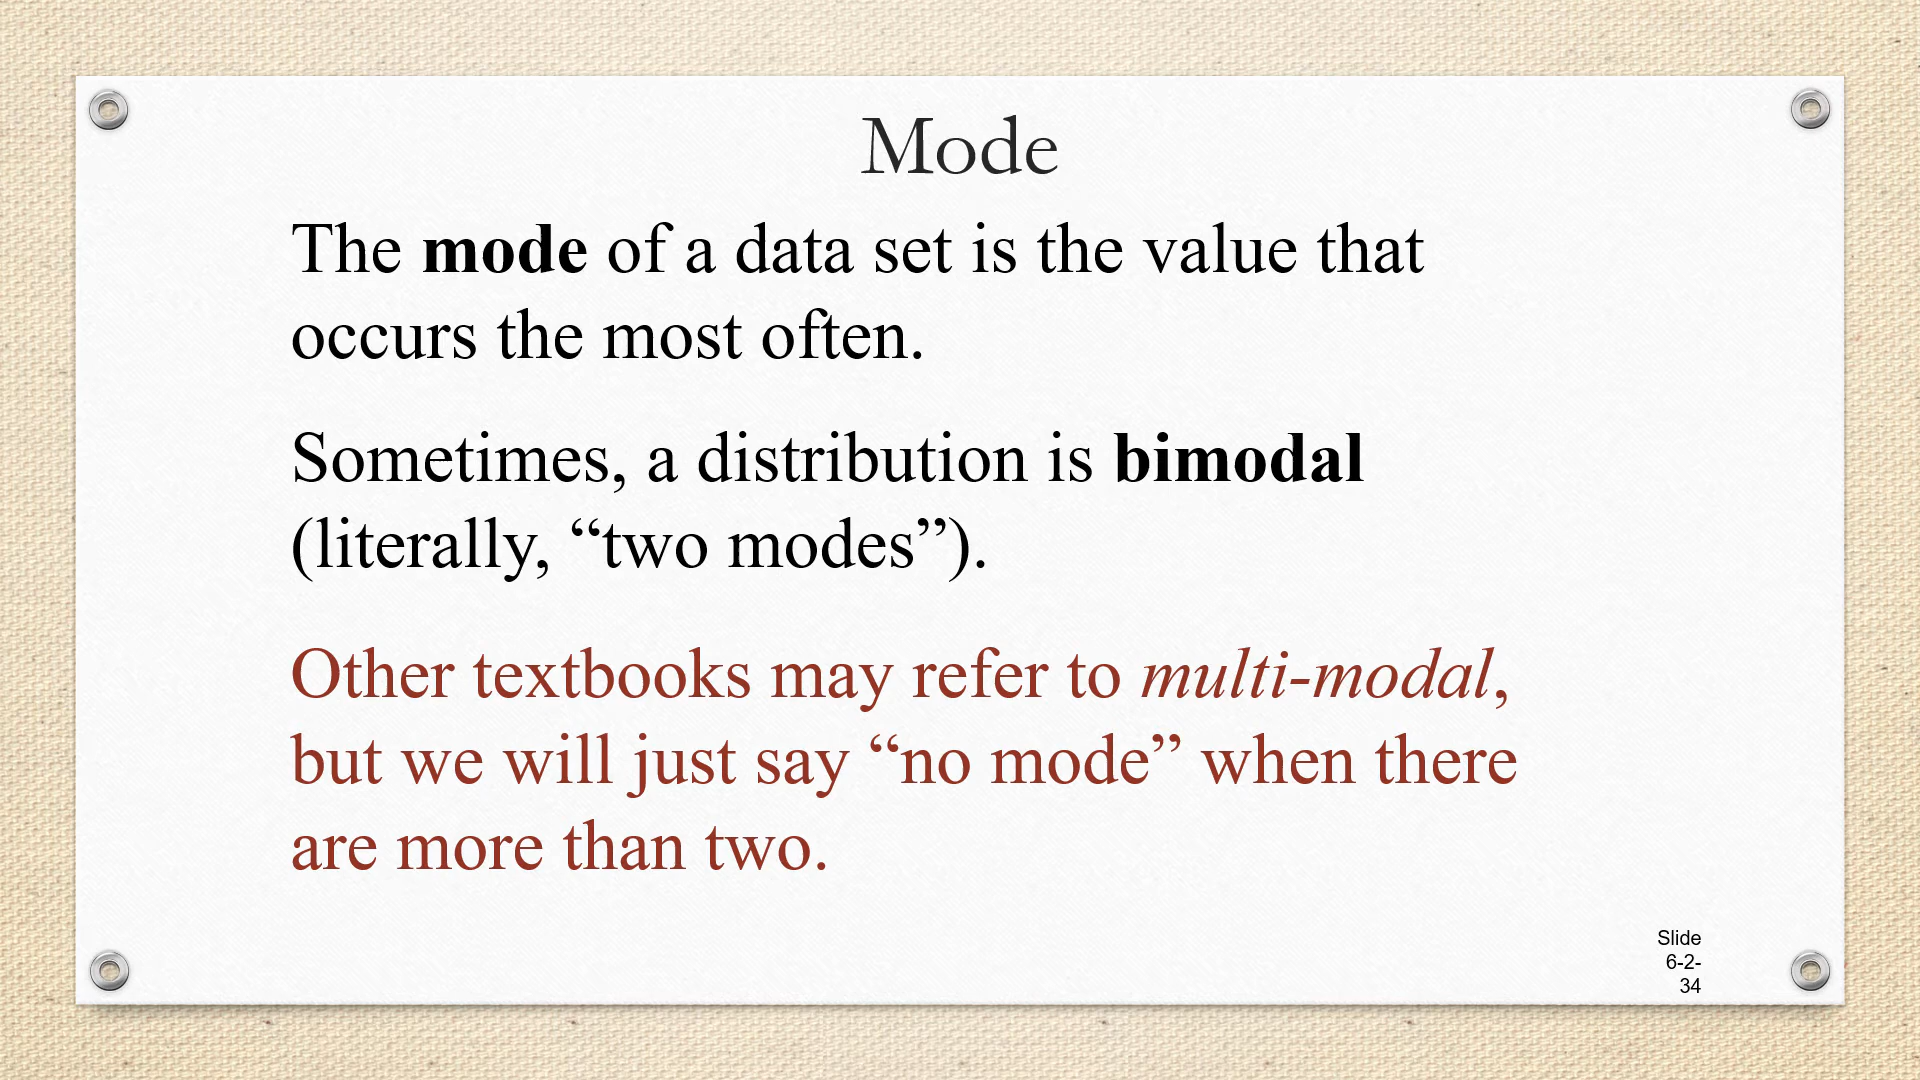 Mode
The mode of a data set is the value that
occurs the most often.
Sometimes, a distribution is bimodal
(literally, “two modes”).
Other textbooks may refer to multi-modal,
but we will just say “no mode” when there
are more than two.
Slide
6-2-
34